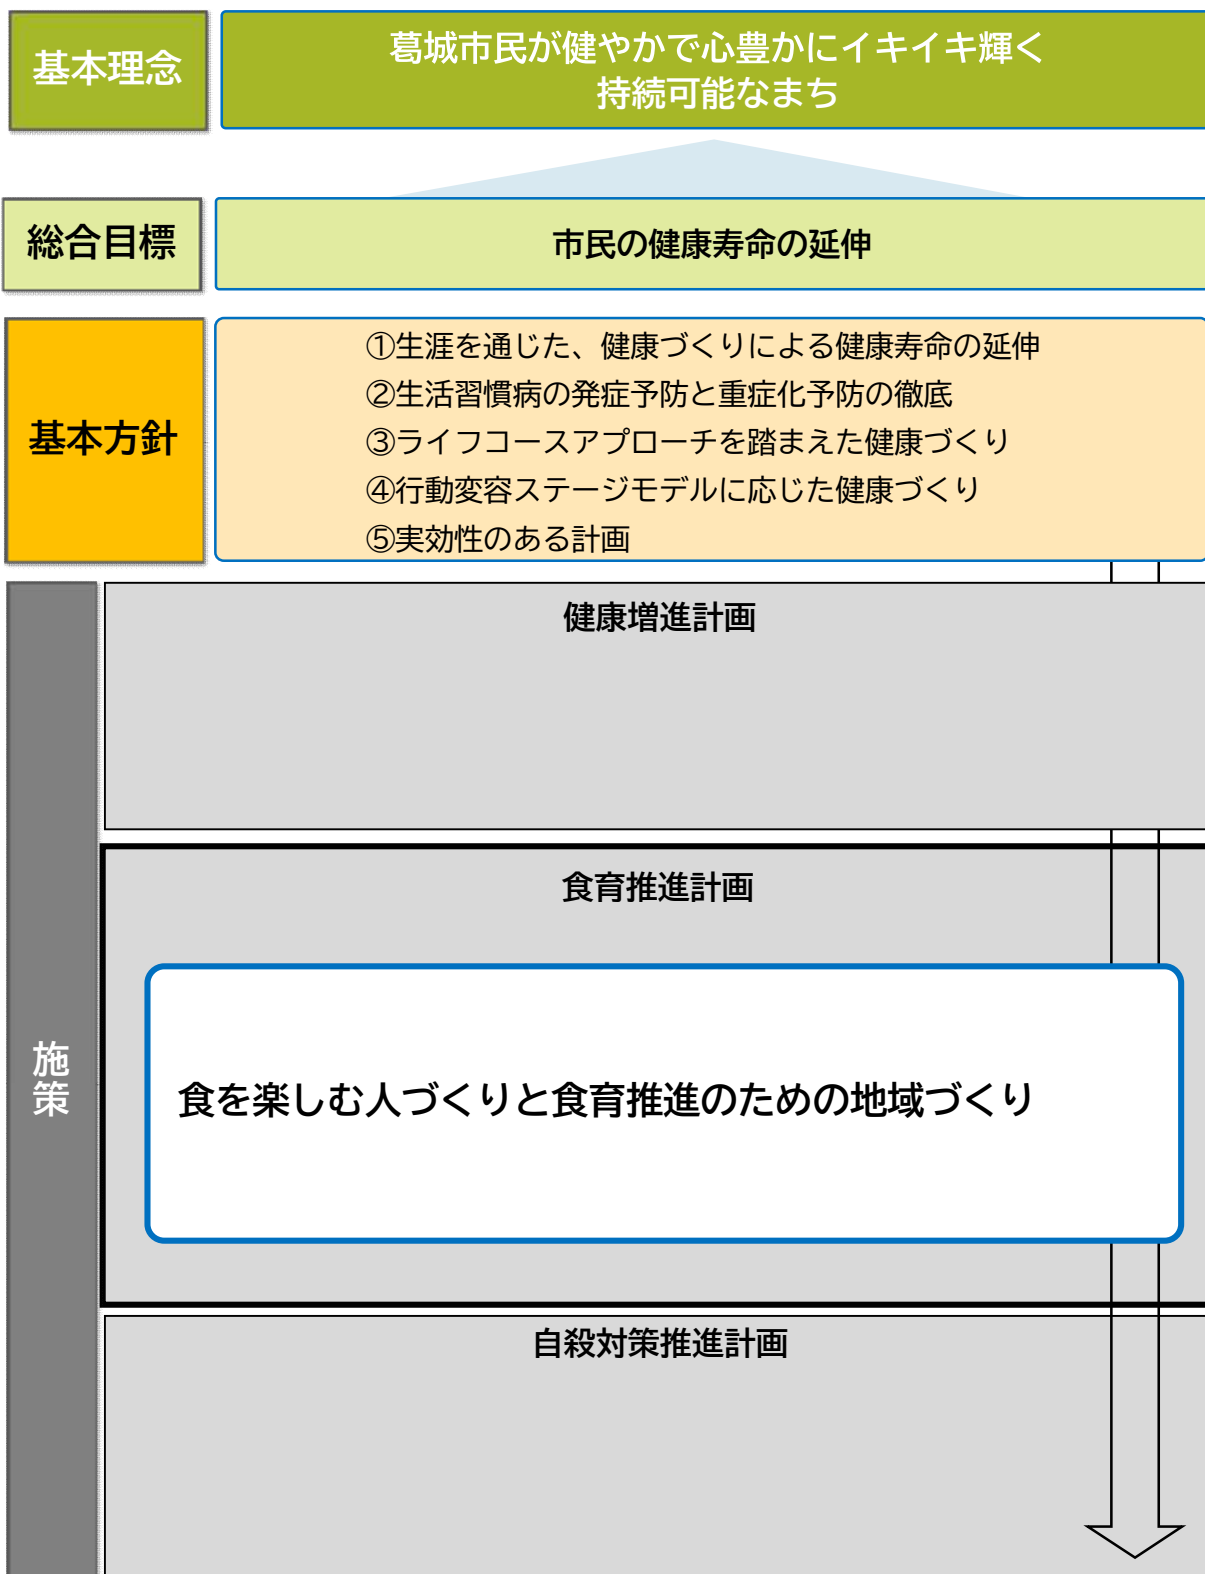 基本理念
葛城市民が健やかで心豊かにイキイキ輝く
持続可能なまち
総合目標
市民の健康寿命の延伸
基本方針
①生涯を通じた、健康づくりによる健康寿命の延伸
②生活習慣病の発症予防と重症化予防の徹底
③ライフコースアプローチを踏まえた健康づくり
④行動変容ステージモデルに応じた健康づくり
⑤実効性のある計画
施策
健康増進計画
食育推進計画
食を楽しむ人づくりと食育推進のための地域づくり
自殺対策推進計画